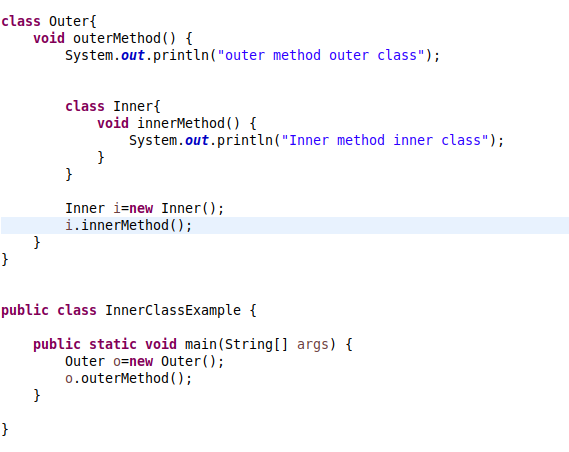 class Outer{
    void outerMethod() {
        System.out.println("outer method outer class");
        class Inner{
            void innerMethod() {
                System.out.println("Inner method inner class");
            }
        }
        Inner i=new Inner();
        i.innerMethod();
    }
}
public class InnerClassExample {
    public static void main(String[] args) {
        Outer o=new Outer();
        o.outerMethod();
    }
}